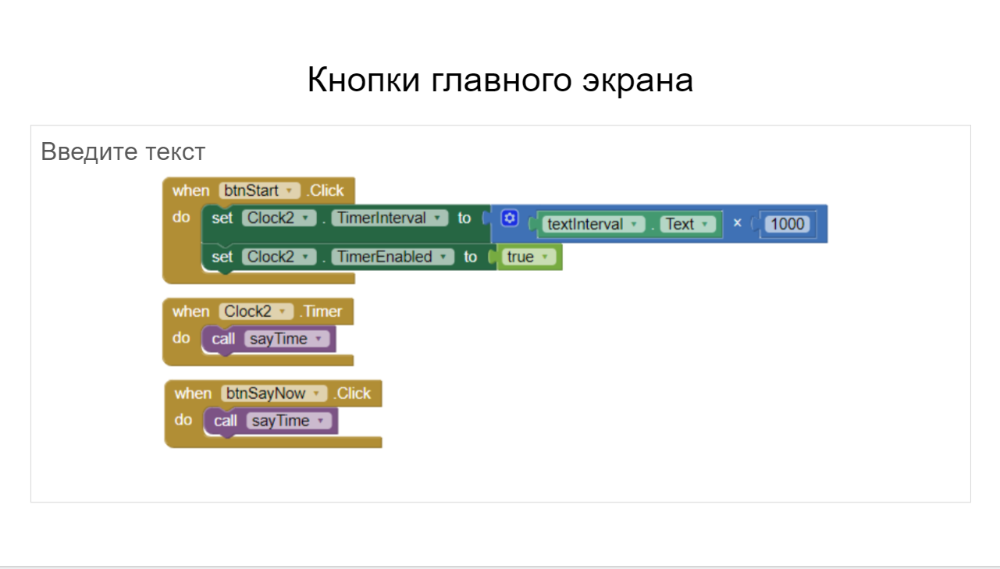 Кнопки главного экрана
Введите текст
when btnStart .Click
do set Clock2 . TimerInterval to textInterval . Text × 1000
set Clock2 . TimerEnabled to true
when Clock2 .Timer
do call sayTime
when btnSayNow .Click
do call sayTime